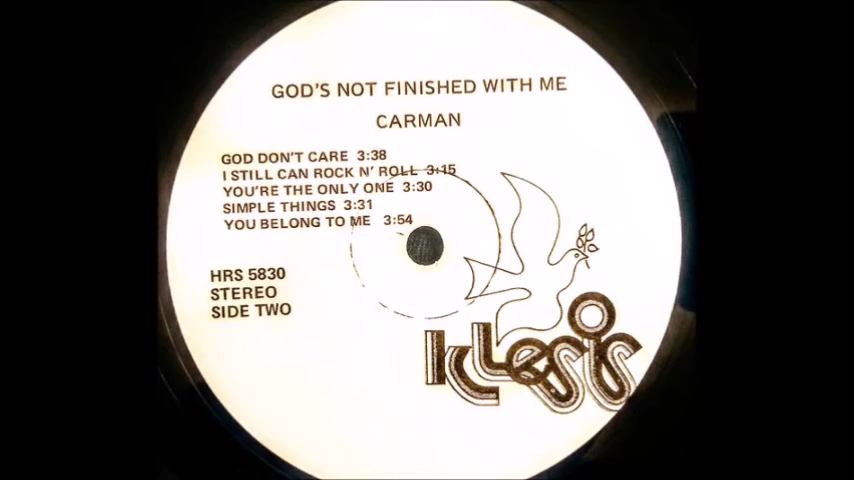 GOD'S NOT FINISHED WITH ME
CARMAN
GOD DON'T CARE 3:38
I STILL CAN ROCK N' ROLL 3:15
YOU'RE THE ONLY ONE 3:30
SIMPLE THINGS 3:31
YOU BELONG TO ME 3:54
HRS 5830
STEREO
SIDE TWO
klesis